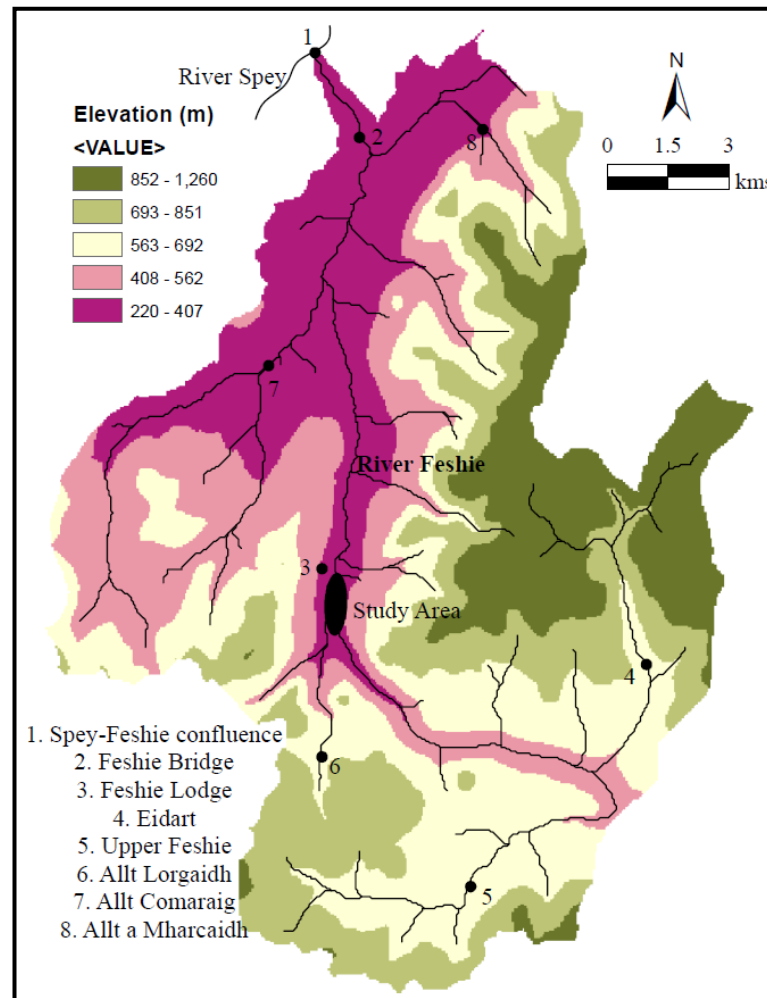 1
River Spey
N
Elevation (m)
<VALUE>
852 - 1,260
693 - 851
563 - 692
408 - 562
220 - 407
0 1.5 3
kms
2
8
7
River Feshie
3
Study Area
4
1. Spey-Feshie confluence
2. Feshie Bridge
3. Feshie Lodge
4. Eidart
5. Upper Feshie
6. Allt Lorgaidh
7. Allt Comaraig
8. Allt a Mharcaidh
6
5